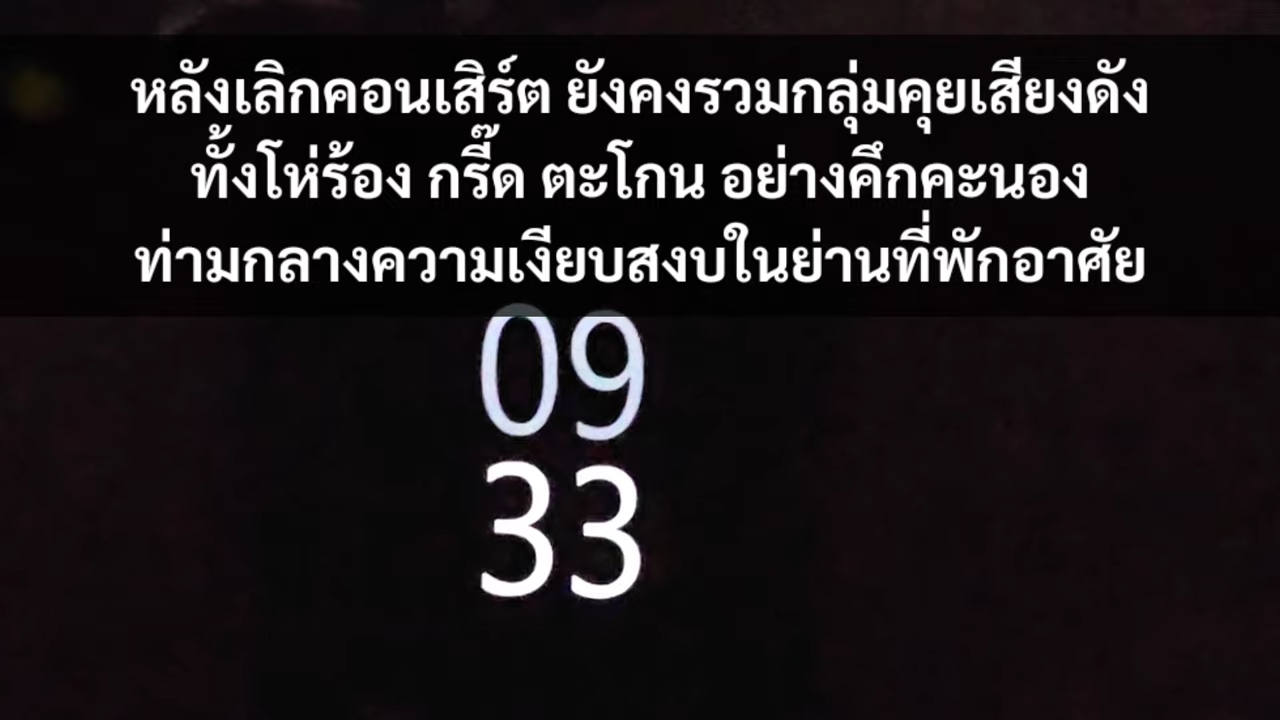 หลังเลิกคอนเสิร์ต ยังคงรวมกลุ่มคุยเสียงดัง
ทั้งโห่ร้อง กรี๊ด ตะโกน อย่างคึกคะนอง
ท่ามกลางความเงียบสงบในย่านที่พักอาศัย
09
33